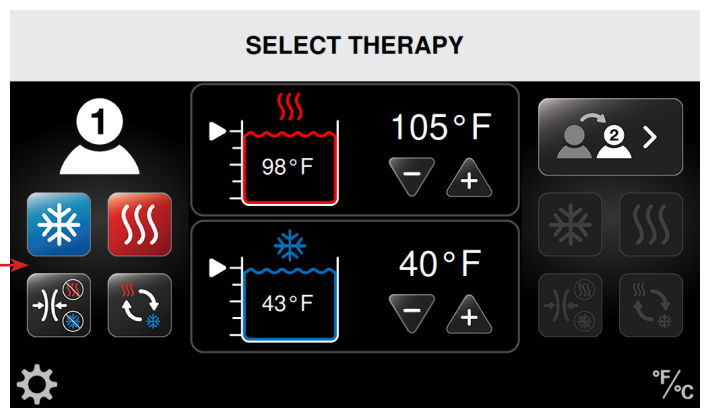 SELECT THERAPY
1
98°F
105°F
−
+
2
43°F
40°F
−
+
°F/°C